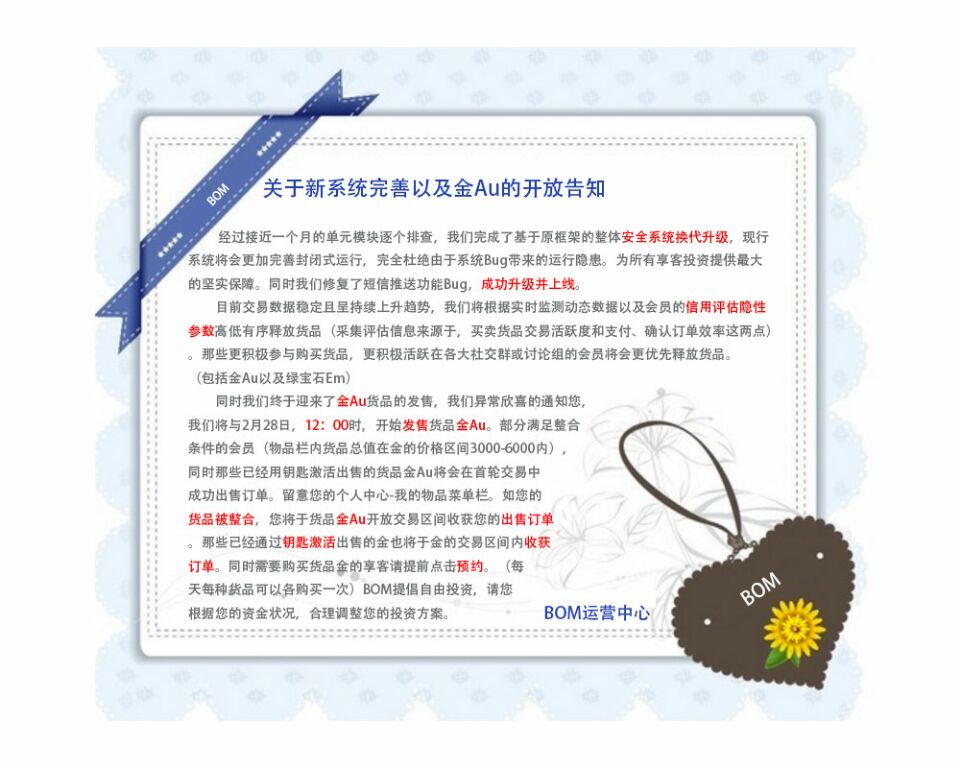 BOM
关于新系统完善以及金Au的开放告知
经过接近一个月的单元模块逐个排查，我们完成了基于原框架的整体安全系统换代升级，现行
系统将会更加完善封闭式运行，完全杜绝由于系统Bug带来的运行隐患。为所有享客投资提供最大
的坚实保障。同时我们修复了短信推送功能Bug，成功升级并上线。
目前交易数据稳定且呈持续上升趋势，我们将根据实时监测动态数据以及会员的信用评估隐性
参数高低有序释放货品（采集评估信息来源于，买卖货品交易活跃度和支付、确认订单效率这两点）
。那些更积极参与购买货品，更积极活跃在各大社交群或讨论组的会员将会更优先释放货品。
（包括金Au以及绿宝石Em）
同时我们终于迎来了金Au货品的发售，我们异常欣喜的通知您，
我们将与2月28日，12：00时，开始发售货品金Au。部分满足整合
条件的会员（物品栏内货品总值在金的价格区间3000-6000内），
同时那些已经用钥匙激活出售的货品金Au将会在首轮交易中
成功出售订单。留意您的个人中心-我的物品菜单栏。如您的
货品被整合，您将于货品金Au开放交易区间收获您的出售订单
。那些已经通过钥匙激活出售的金也将于金的交易区间内收获
订单。同时需要购买货品金的享客请提前点击预约。（每
天每种货品可以各购买一次）BOM提倡自由投资，请您
根据您的资金状况，合理调整您的投资方案。
BOM运营中心
BOM